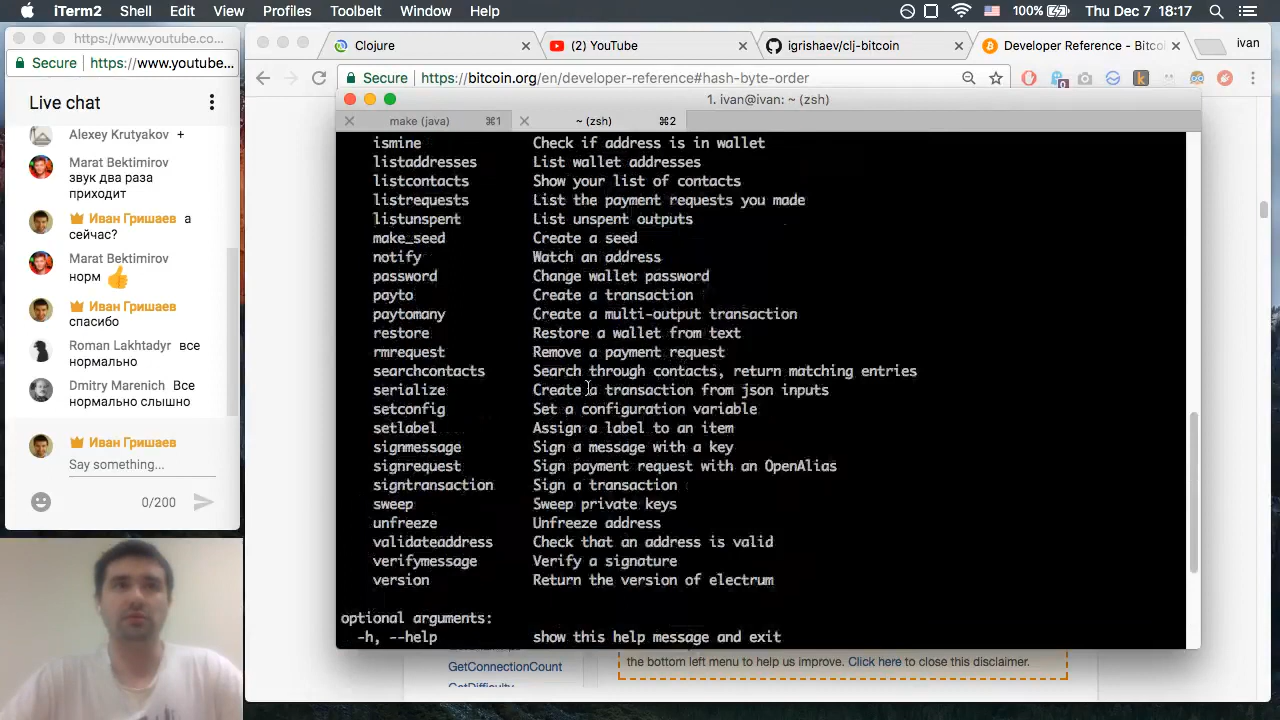 iTerm2 Shell Edit View Profiles Toolbelt Window Help 100% Thu Dec 7 18:17
https://www.youtube.co...
Secure https://www.youtube...
Live chat
Alexey Krutyakov +
Marat Bektimirov
звук два раза
приходит
Иван Гришаев а
сейчас?
Marat Bektimirov
норм
Иван Гришаев
спасибо
Roman Lakhtadyr все
нормально
Dmitry Marenich Все
нормально слышно
Иван Гришаев
Say something...
0/200
Clojure
(2) YouTube
igrishaev/clj-bitcoin
Developer Reference - Bitcoi
ivan
Secure https://bitcoin.org/en/developer-reference#hash-byte-order
1. ivan@ivan: ~ (zsh)
make (java) ⌘1
~ (zsh) ⌘2
ismine Check if address is in wallet
listaddresses List wallet addresses
listcontacts Show your list of contacts
listrequests List the payment requests you made
listunspent List unspent outputs
make_seed Create a seed
notify Watch an address
password Change wallet password
payto Create a transaction
paytomany Create a multi-output transaction
restore Restore a wallet from text
rmrequest Remove a payment request
searchcontacts Search through contacts, return matching entries
serialize Create a transaction from json inputs
setconfig Set a configuration variable
setlabel Assign a label to an item
signmessage Sign a message with a key
signrequest Sign payment request with an OpenAlias
signtransaction Sign a transaction
sweep Sweep private keys
unfreeze Unfreeze address
validateaddress Check that an address is valid
verifymessage Verify a signature
version Return the version of electrum
optional arguments:
-h, --help show this help message and exit
the bottom left menu to help us improve. Click here to close this disclaimer.
GetConnectionCount
GetDifficulty